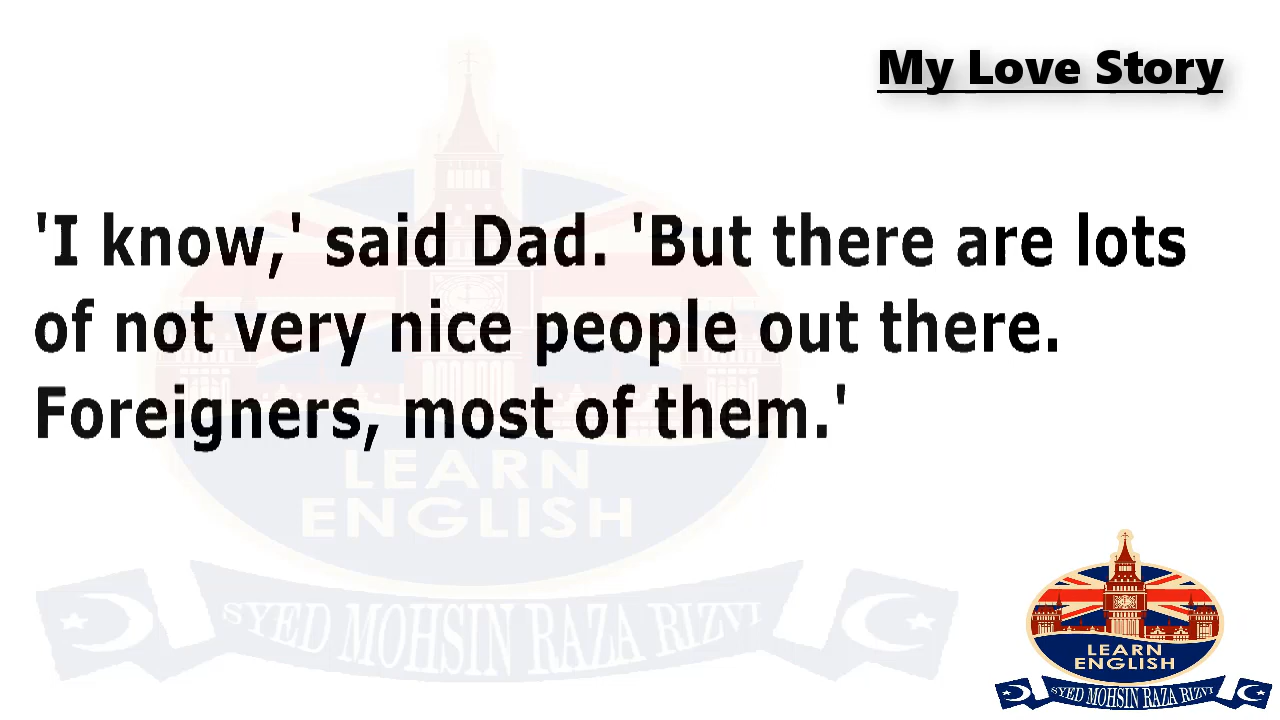 My Love Story
'I know,' said Dad. 'But there are lots
of not very nice people out there.
Foreigners, most of them.'
LEARN
ENGLISH
SYED MOHSIN RAZA RIZVI
LEARN
ENGLISH
SYED MOHSIN RAZA RIZVI